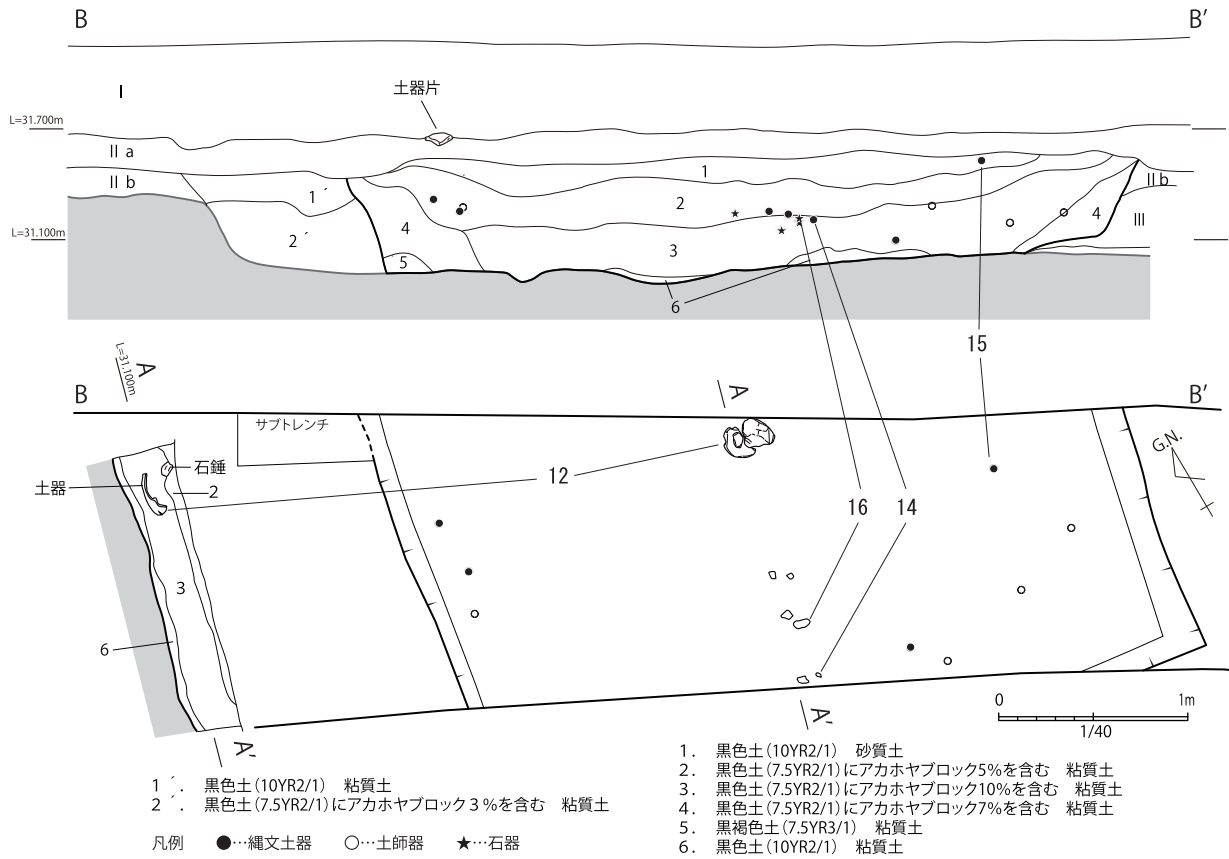 B B'
I
土器片
L=31.700m
II a
1
II b
II b
1´
2
4
4
III
L=31.100m
2´
3
5
6
15
L=31.100m
A
A
B B'
サブトレンチ
G.N.
石錘
土器
2
12
16
14
3
6
0 1m
1/40
A'
A'
1´. 黒色土(10YR2/1) 粘質土
2´. 黒色土(7.5YR2/1)にアカホヤブロック3%を含む 粘質土
凡例 ●…縄文土器 ○…土師器 ★…石器
1. 黒色土(10YR2/1) 砂質土
2. 黒色土(7.5YR2/1)にアカホヤブロック5%を含む 粘質土
3. 黒色土(7.5YR2/1)にアカホヤブロック10%を含む 粘質土
4. 黒色土(7.5YR2/1)にアカホヤブロック7%を含む 粘質土
5. 黒褐色土(7.5YR3/1) 粘質土
6. 黒色土(10YR2/1) 粘質土